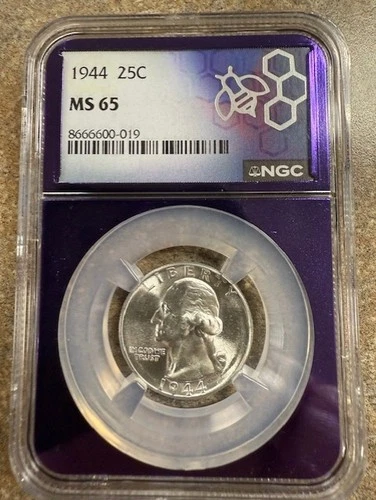 1944 25C
MS 65
8666600-019
NGC
LIBERTY
IN GOD WE
TRUST
1944